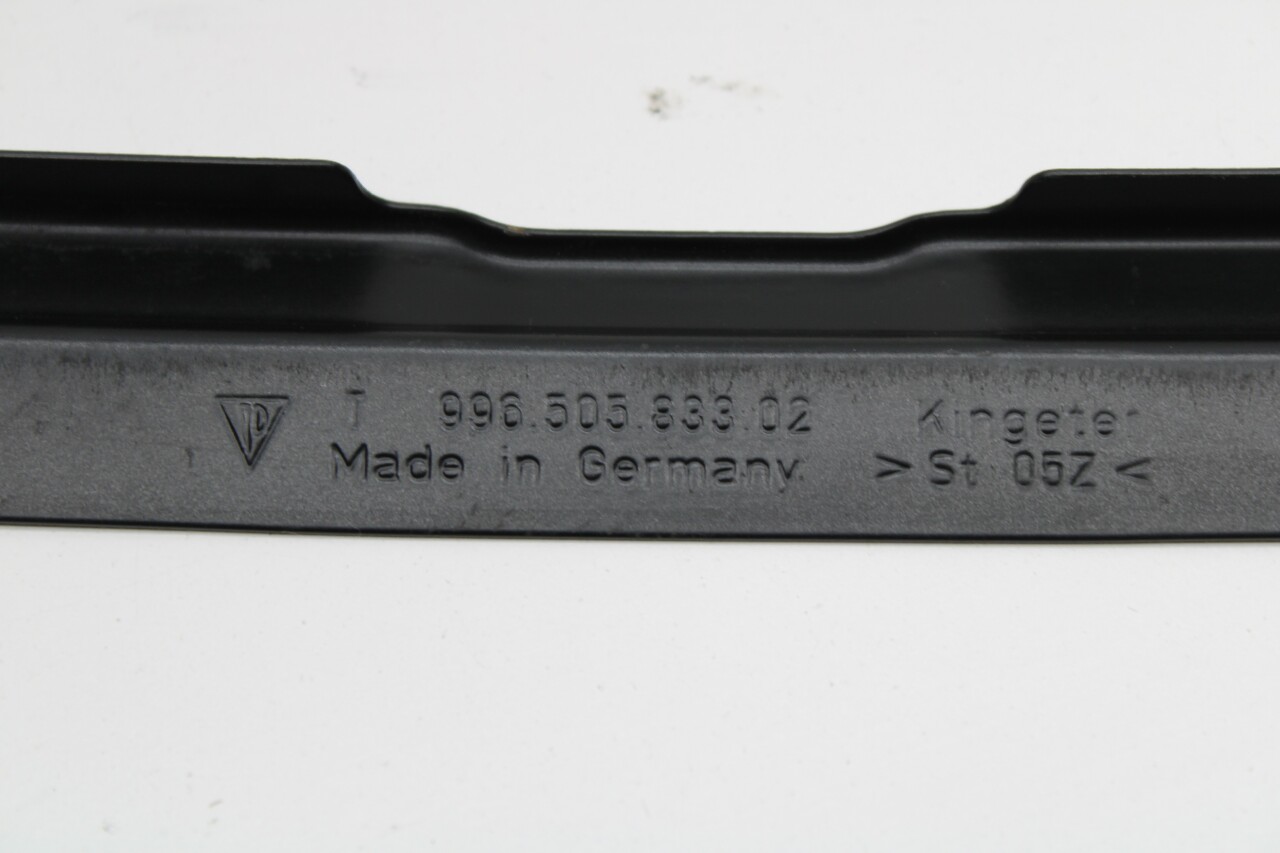 T 996.505.833.02 Kingeter
Made in Germany. >St 05Z<